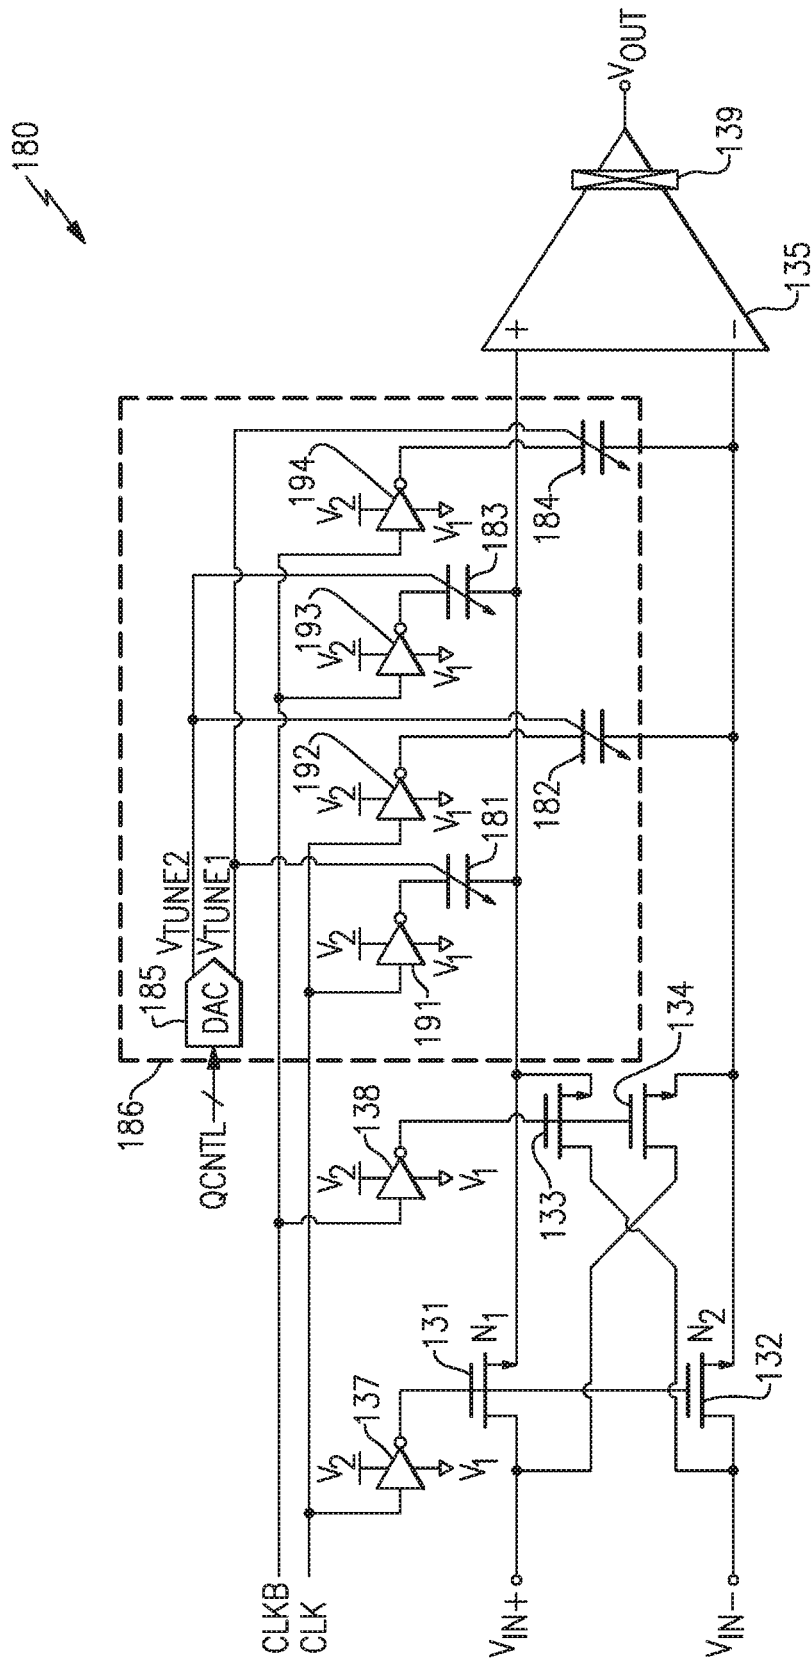 180
186
QCNTL
185
DAC
VTUNE2
VTUNE1
CLKB
CLK
V2
137
V1
V2
138
V1
V2
191
V1
V2
192
V1
V2
193
V1
V2
194
V1
181
182
183
184
131
N1
132
N2
133
134
VIN+
VIN-
+
-
135
139
VOUT